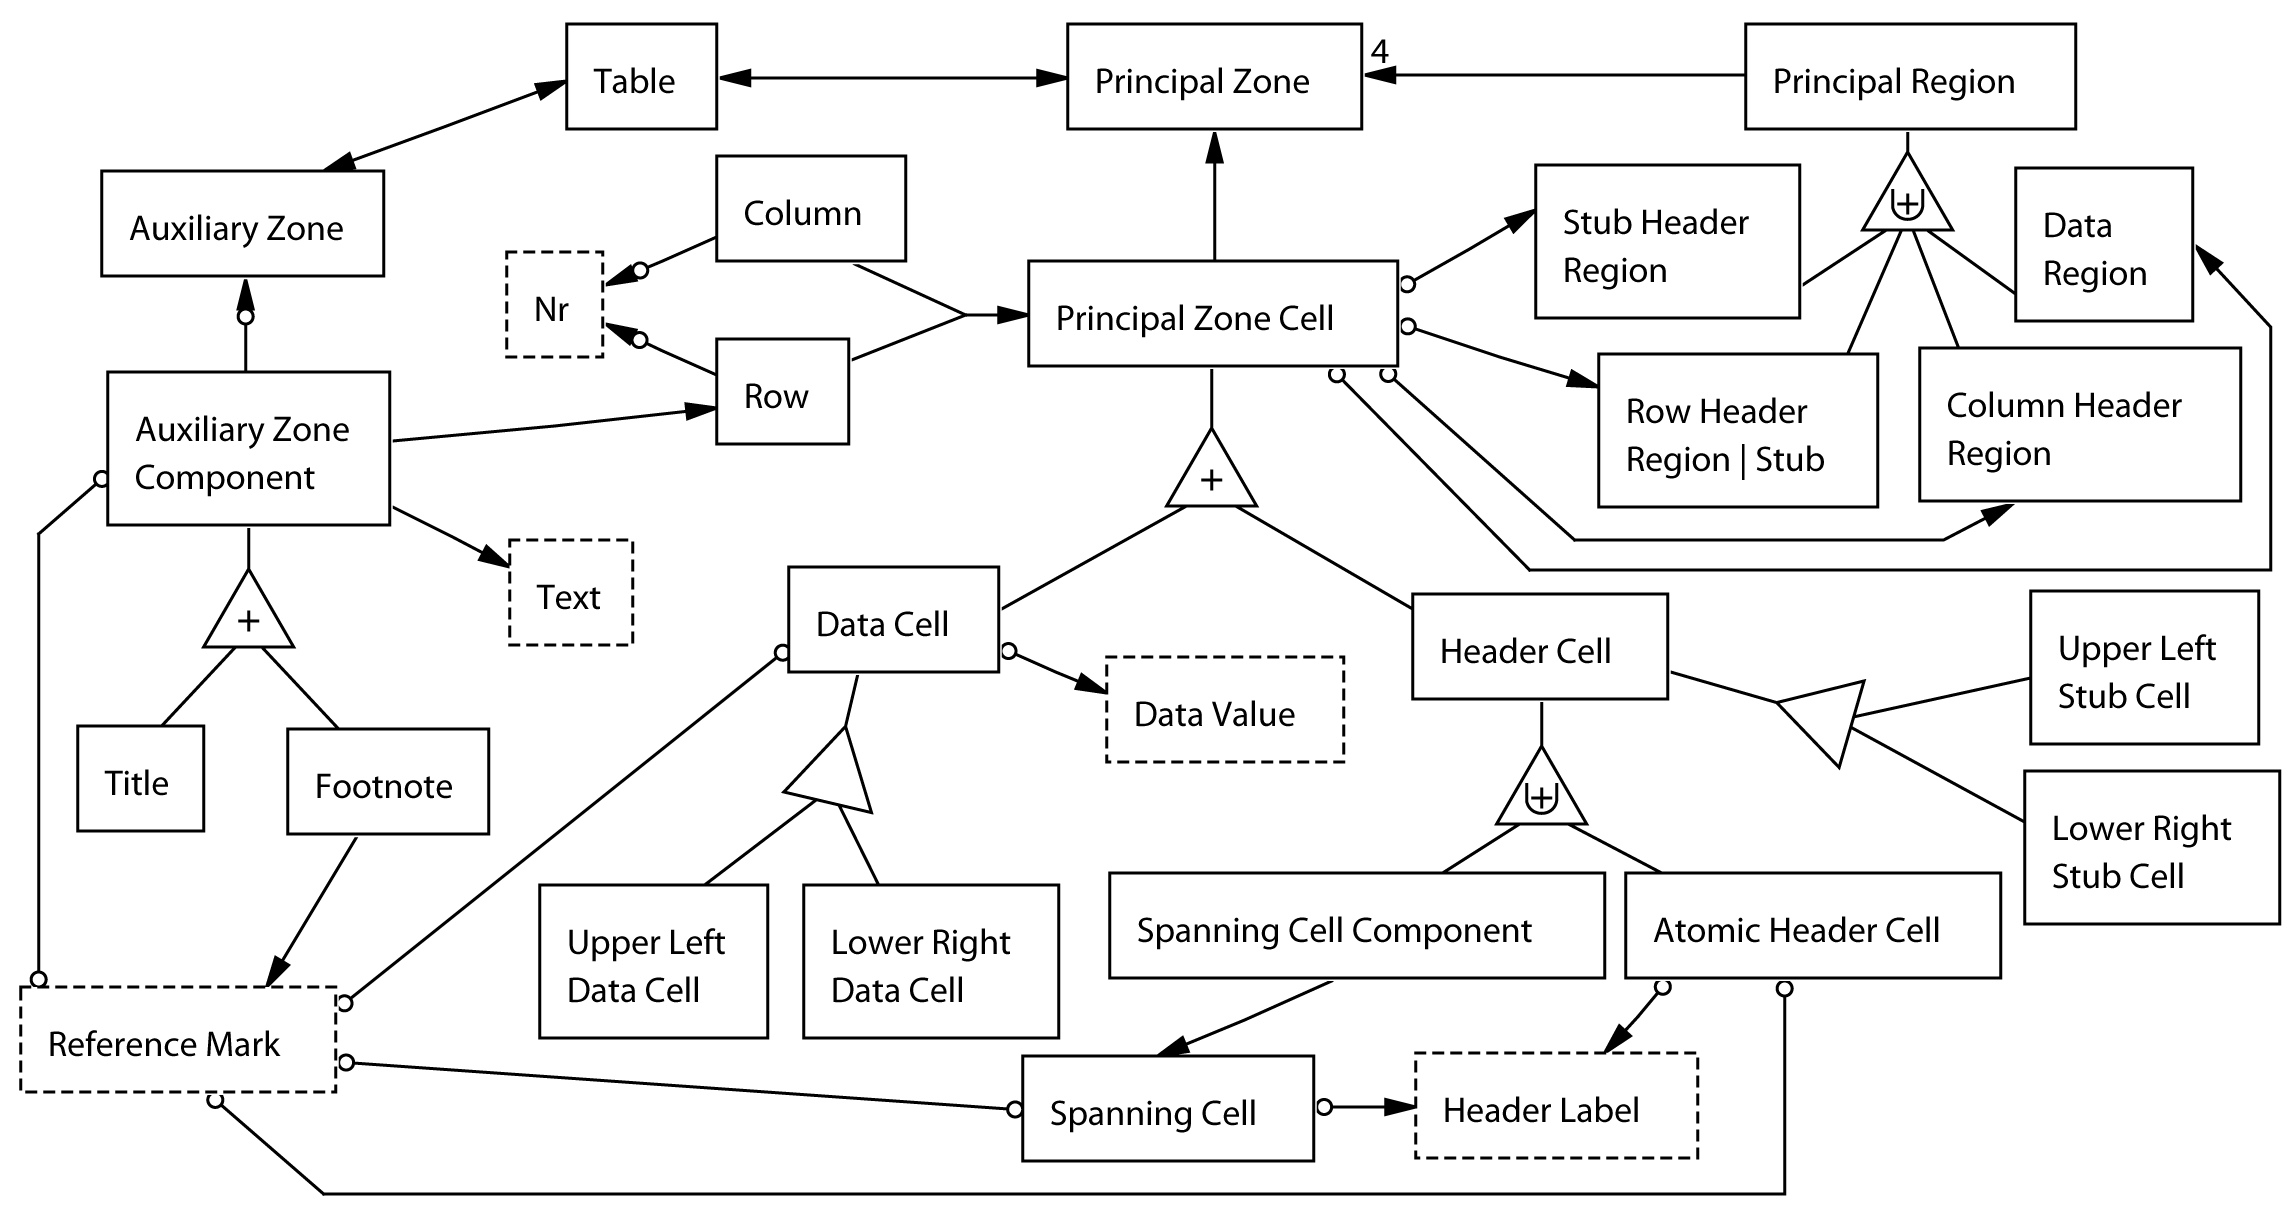 Table
Principal Zone
4
Principal Region
Auxiliary Zone
Column
Stub Header
Region
Data
Region
Nr
Principal Zone Cell
Row
Row Header
Region | Stub
Column Header
Region
Auxiliary Zone
Component
+
+
Text
Data Cell
Header Cell
Upper Left
Stub Cell
Data Value
Title
Footnote
Lower Right
Stub Cell
Upper Left
Data Cell
Lower Right
Data Cell
Spanning Cell Component
Atomic Header Cell
Reference Mark
Spanning Cell
Header Label